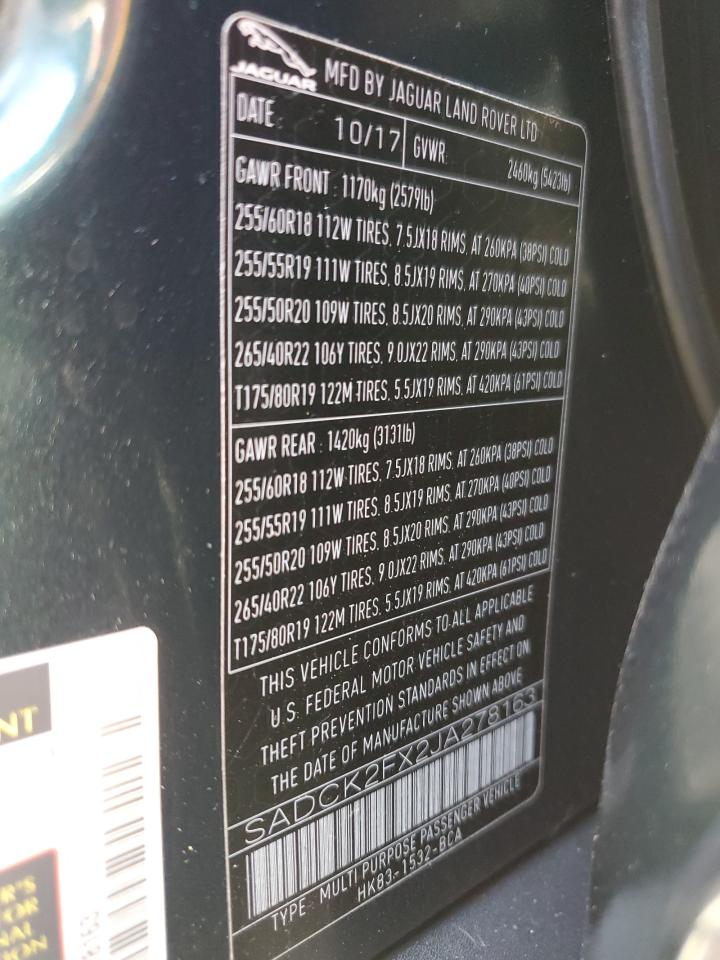 JAGUAR MFD BY JAGUAR LAND ROVER LTD
DATE: 10/17 GVWR: 2460kg (5423lb)
GAWR FRONT : 1170kg (2579lb)
255/60R18 112W TIRES, 7.5JX18 RIMS, AT 260KPA (38PSI) COLD
255/55R19 111W TIRES, 8.5JX19 RIMS, AT 270KPA (40PSI) COLD
255/50R20 109W TIRES, 8.5JX20 RIMS, AT 290KPA (43PSI) COLD
265/40R22 106Y TIRES, 9.0JX22 RIMS, AT 290KPA (43PSI) COLD
T175/80R19 122M TIRES, 5.5JX19 RIMS, AT 420KPA (61PSI) COLD
GAWR REAR : 1420kg (3131lb)
255/60R18 112W TIRES, 7.5JX18 RIMS, AT 260KPA (38PSI) COLD
255/55R19 111W TIRES, 8.5JX19 RIMS, AT 270KPA (40PSI) COLD
255/50R20 109W TIRES, 8.5JX20 RIMS, AT 290KPA (43PSI) COLD
265/40R22 106Y TIRES, 9.0JX22 RIMS, AT 290KPA (43PSI) COLD
T175/80R19 122M TIRES, 5.5JX19 RIMS, AT 420KPA (61PSI) COLD
THIS VEHICLE CONFORMS TO ALL APPLICABLE
U.S. FEDERAL MOTOR VEHICLE SAFETY AND
THEFT PREVENTION STANDARDS IN EFFECT ON
THE DATE OF MANUFACTURE SHOWN ABOVE
SADCK2FX2JA278163
TYPE: MULTI PURPOSE PASSENGER VEHICLE
HK83-1532-BCA
NT